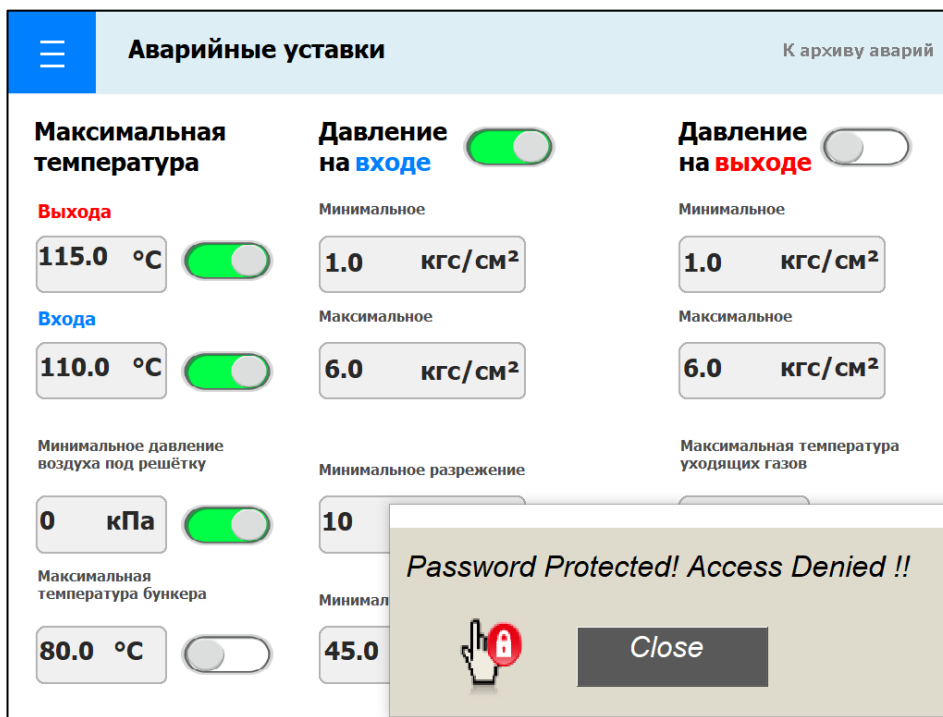 Аварийные уставки
К архиву аварий
Максимальная
температура
Выхода
115.0 °C
Входа
110.0 °C
Минимальное давление
воздуха под решётку
0 кПа
Максимальная
температура бункера
80.0 °C
Давление
на входе
Минимальное
1.0 кгс/см²
Максимальное
6.0 кгс/см²
Минимальное разрежение
10
45.0
Давление
на выходе
Минимальное
1.0 кгс/см²
Максимальное
6.0 кгс/см²
Максимальная температура
уходящих газов
Password Protected! Access Denied !!
Close